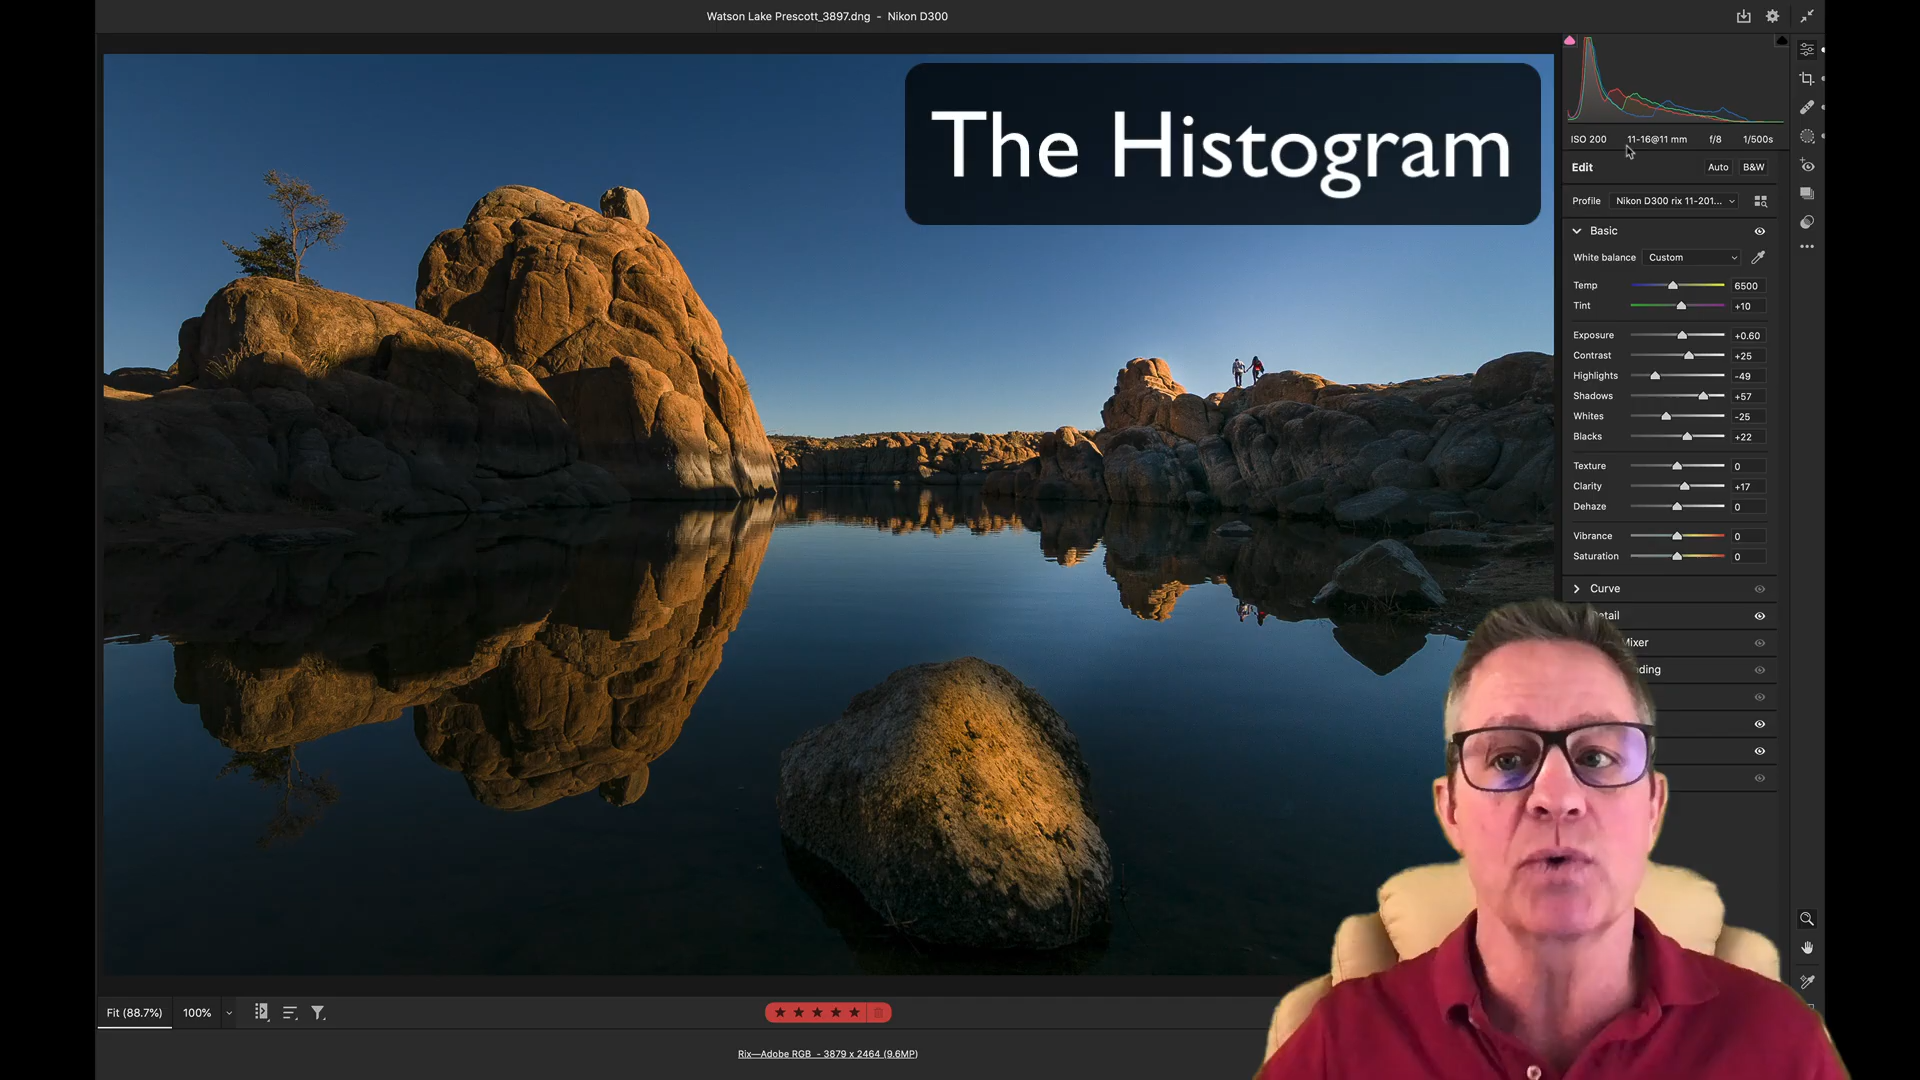 Watson Lake Prescott_3897.dng - Nikon D300
The Histogram
ISO 200 11-16@11 mm f/8 1/500s
Edit Auto B&W
Profile Nikon D300 rix 11-201...
Basic
White balance Custom
Temp 6500
Tint +10
Exposure +0.60
Contrast +25
Highlights -49
Shadows +57
Whites -25
Blacks +22
Texture 0
Clarity +17
Dehaze 0
Vibrance 0
Saturation 0
Curve
Mixer
Fit (88.7%) 100%
Rix—Adobe RGB - 3879 x 2464 (9.6MP)